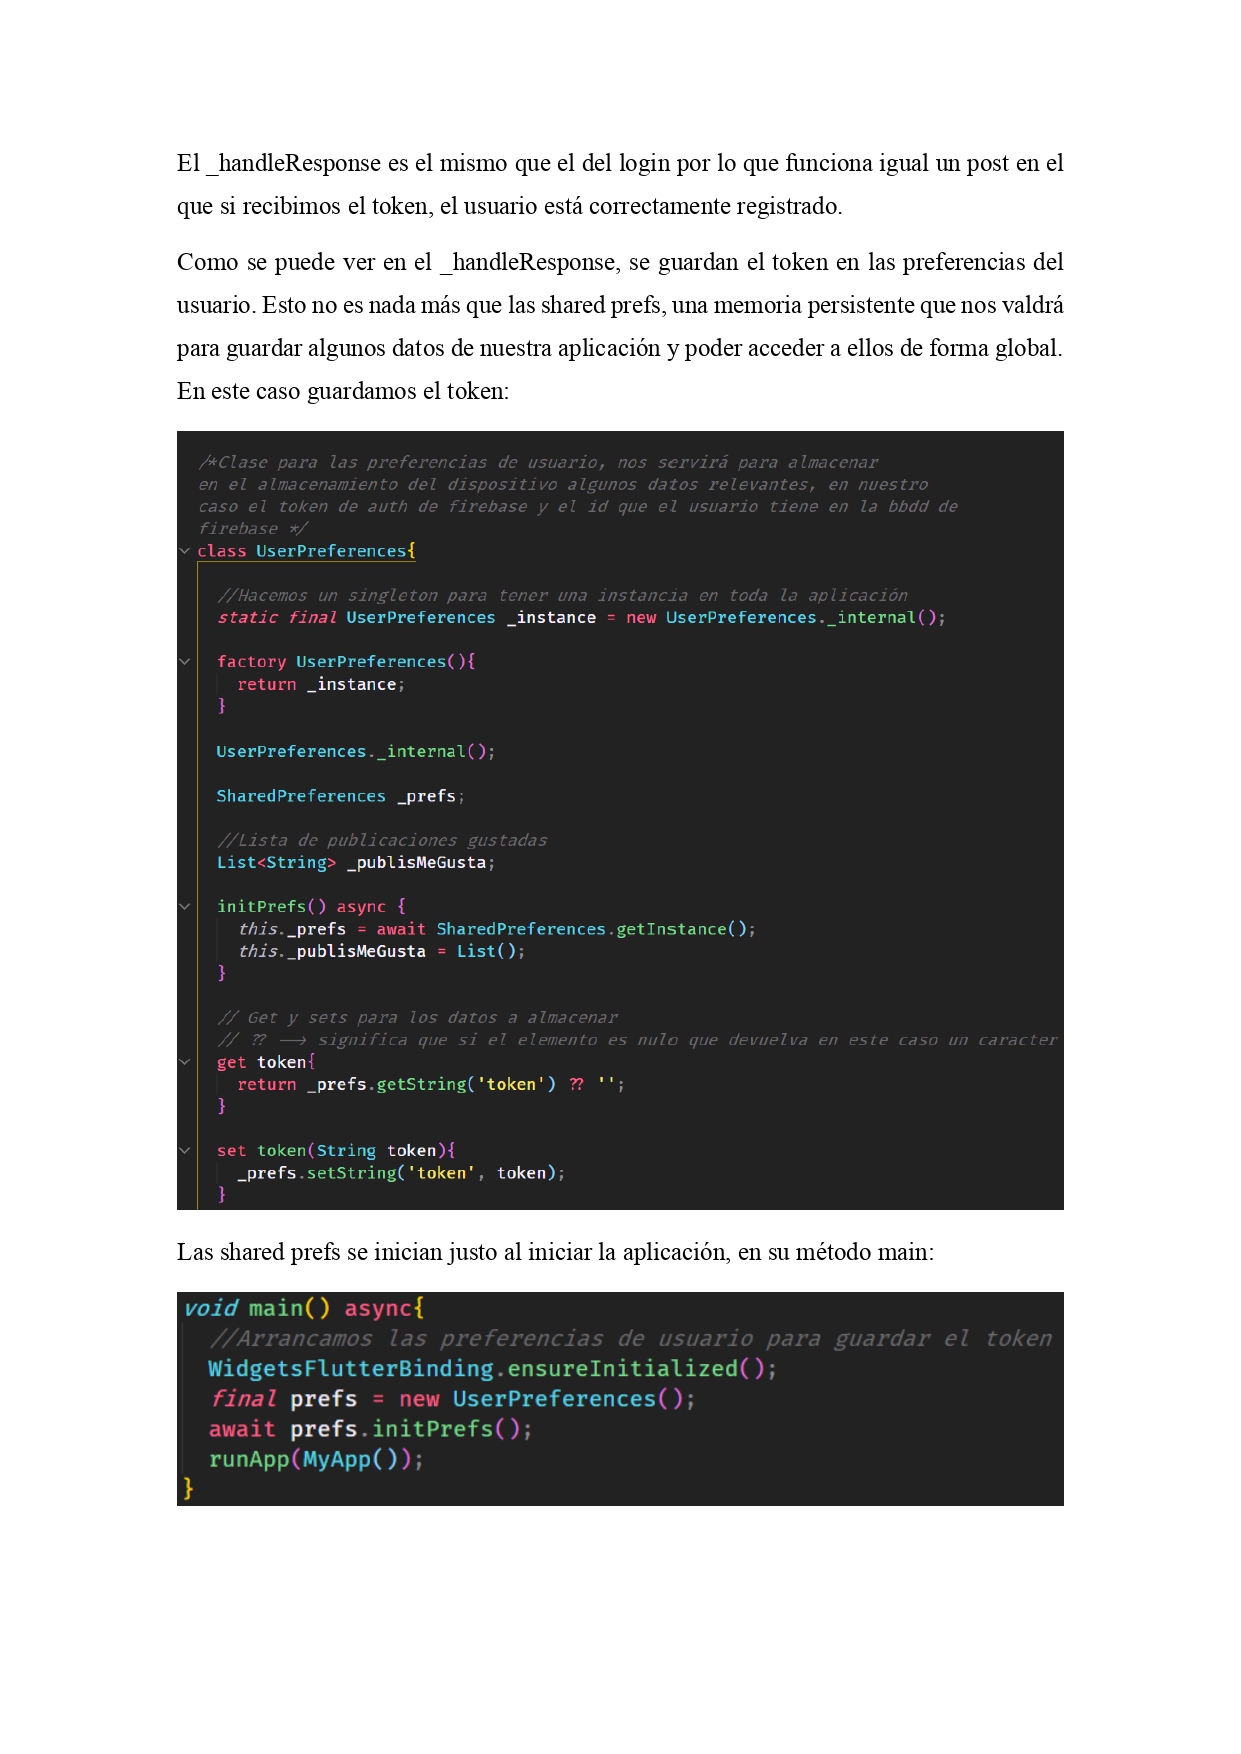 El _handleResponse es el mismo que el del login por lo que funciona igual un post en el
que si recibimos el token, el usuario está correctamente registrado.
Como se puede ver en el _handleResponse, se guardan el token en las preferencias del
usuario. Esto no es nada más que las shared prefs, una memoria persistente que nos valdrá
para guardar algunos datos de nuestra aplicación y poder acceder a ellos de forma global.
En este caso guardamos el token:
/*Clase para las preferencias de usuario, nos servirá para almacenar
en el almacenamiento del dispositivo algunos datos relevantes, en nuestro
caso el token de auth de firebase y el id que el usuario tiene en la bbdd de
firebase */
class UserPreferences{
//Hacemos un singleton para tener una instancia en toda la aplicación
static final UserPreferences _instance = new UserPreferences._internal();
factory UserPreferences(){
return _instance;
}
UserPreferences._internal();
SharedPreferences _prefs;
//Lista de publicaciones gustadas
List<String> _publisMeGusta;
initPrefs() async {
this._prefs = await SharedPreferences.getInstance();
this._publisMeGusta = List();
}
// Get y sets para los datos a almacenar
// ?? --> significa que si el elemento es nulo que devuelva en este caso un caracter
get token{
return _prefs.getString('token') ?? '';
}
set token(String token){
_prefs.setString('token', token);
}
Las shared prefs se inician justo al iniciar la aplicación, en su método main:
void main() async{
//Arrancamos las preferencias de usuario para guardar el token
WidgetsFlutterBinding.ensureInitialized();
final prefs = new UserPreferences();
await prefs.initPrefs();
runApp(MyApp());
}